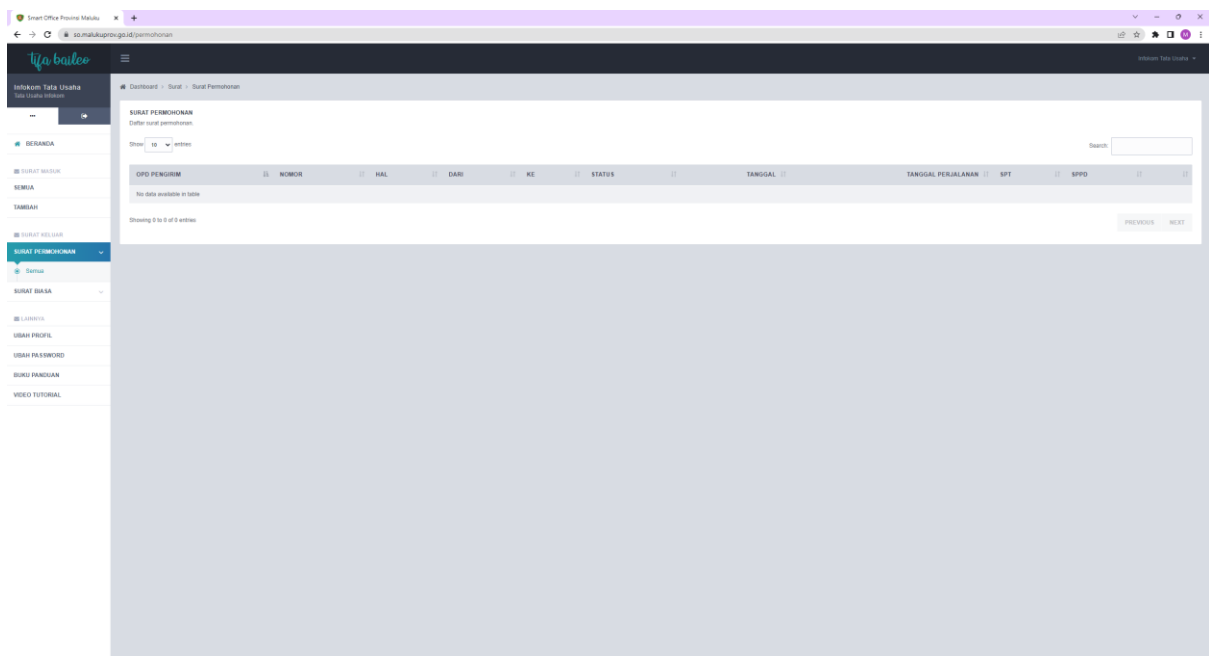 Smart Office Provinsi Maluku
so.malukuprov.go.id/permohonan
M
tifa baileo
Infokom Tata Usaha
Infokom Tata Usaha
Tata Usaha Infokom
Dashboard > Surat > Surat Permohonan
BERANDA
SURAT MASUK
SEMUA
TAMBAH
SURAT KELUAR
SURAT PERMOHONAN
Semua
SURAT BIASA
LAINNYA
UBAH PROFIL
UBAH PASSWORD
BUKU PANDUAN
VIDEO TUTORIAL
SURAT PERMOHONAN
Daftar surat permohonan.
Show 10 entries
Search:
OPD PENGIRIM NOMOR HAL DARI KE STATUS TANGGAL TANGGAL PERJALANAN SPT SPPD
No data available in table
Showing 0 to 0 of 0 entries
PREVIOUS NEXT